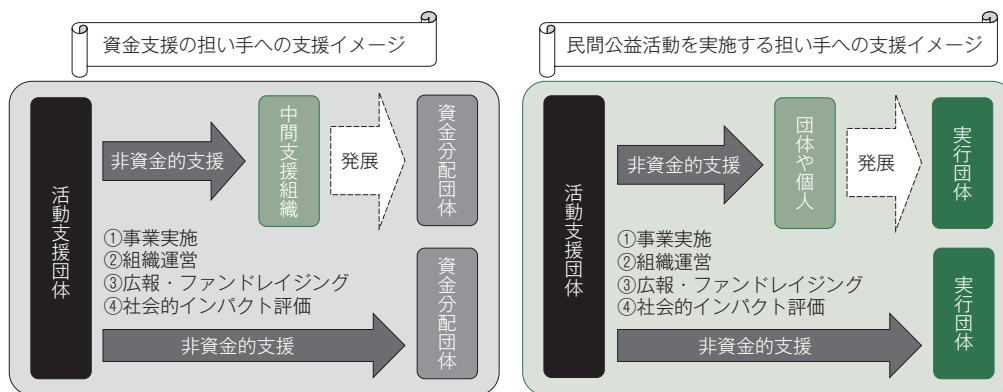 資金支援の担い手への支援イメージ
活動支援団体
非資金的支援
中間支援組織
発展
資金分配団体
①事業実施
②組織運営
③広報・ファンドレイジング
④社会的インパクト評価
非資金的支援
資金分配団体
民間公益活動を実施する担い手への支援イメージ
活動支援団体
非資金的支援
団体や個人
発展
実行団体
①事業実施
②組織運営
③広報・ファンドレイジング
④社会的インパクト評価
非資金的支援
実行団体